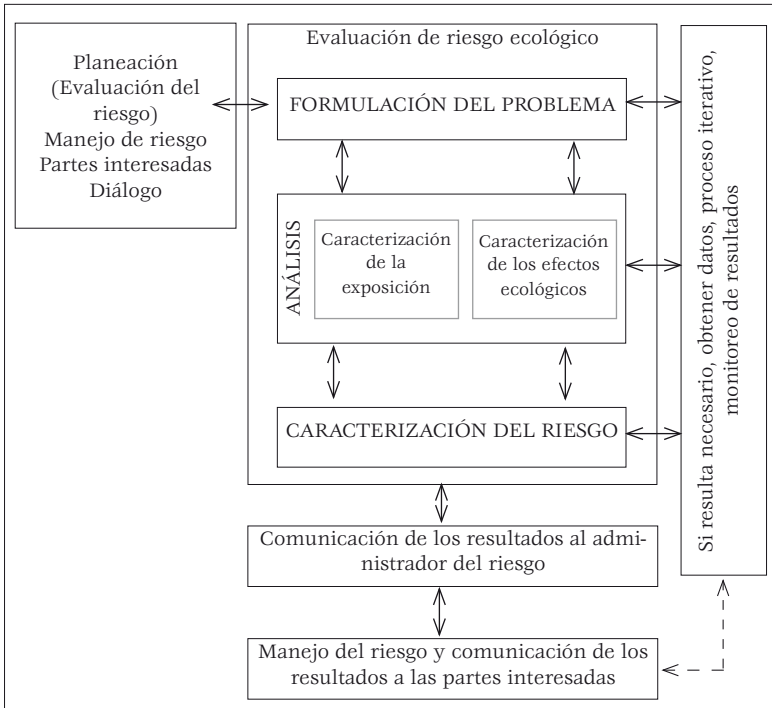 Planeación
(Evaluación del
riesgo)
Manejo de riesgo
Partes interesadas
Diálogo
Evaluación de riesgo ecológico
FORMULACIÓN DEL PROBLEMA
ANÁLISIS
Caracterización
de la
exposición
Caracterización
de los efectos
ecológicos
CARACTERIZACIÓN DEL RIESGO
Si resulta necesario, obtener datos, proceso iterativo,
monitoreo de resultados
Comunicación de los resultados al admi-
nistrador del riesgo
Manejo del riesgo y comunicación de los
resultados a las partes interesadas